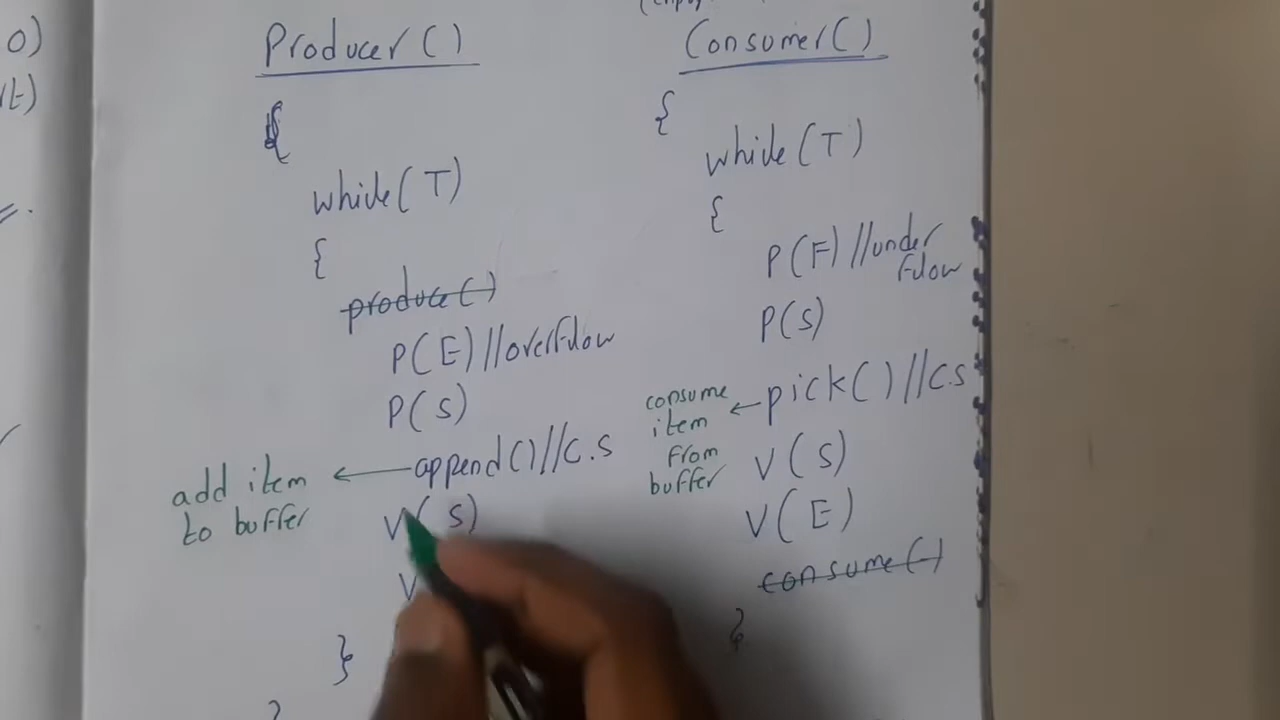 Producer()
{
while(T)
{
produce()
P(E)//overflow
P(S)
append()//C.S
add item
to buffer
V(S)
V
}
Consumer()
{
while(T)
{
P(F)//under
flow
P(S)
pick()//C.S
consume
item
from
buffer
V(S)
V(E)
consume()
}